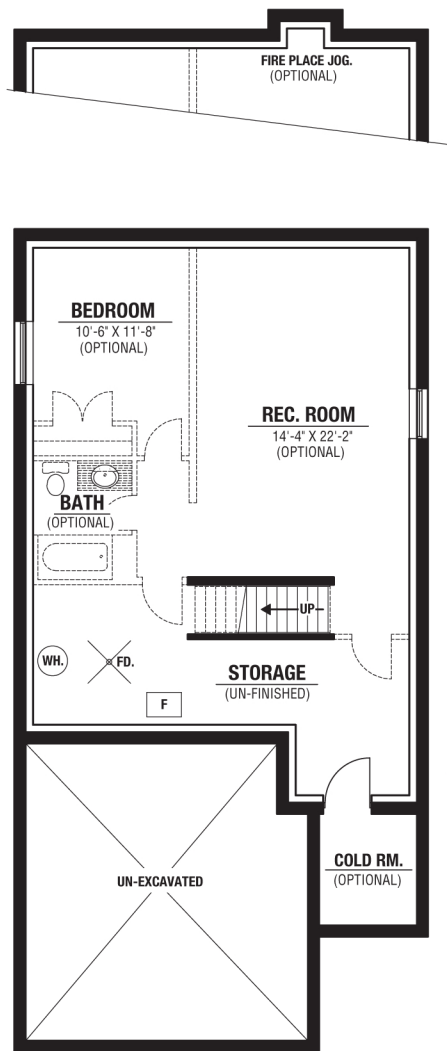 FIRE PLACE JOG.
(OPTIONAL)
BEDROOM
10'-6" X 11'-8"
(OPTIONAL)
REC. ROOM
14'-4" X 22'-2"
(OPTIONAL)
BATH
(OPTIONAL)
UP
WH.
FD.
STORAGE
(UN-FINISHED)
F
COLD RM.
(OPTIONAL)
UN-EXCAVATED